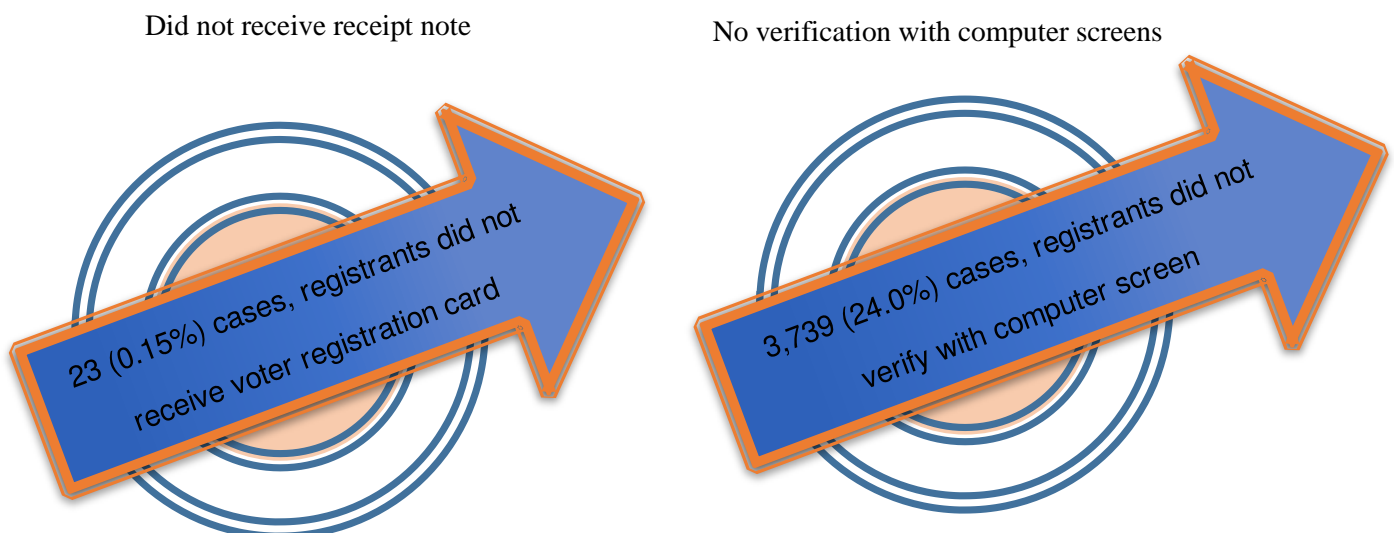 Did not receive receipt note
No verification with computer screens
23 (0.15%) cases, registrants did not
receive voter registration card
3,739 (24.0%) cases, registrants did not
verify with computer screen